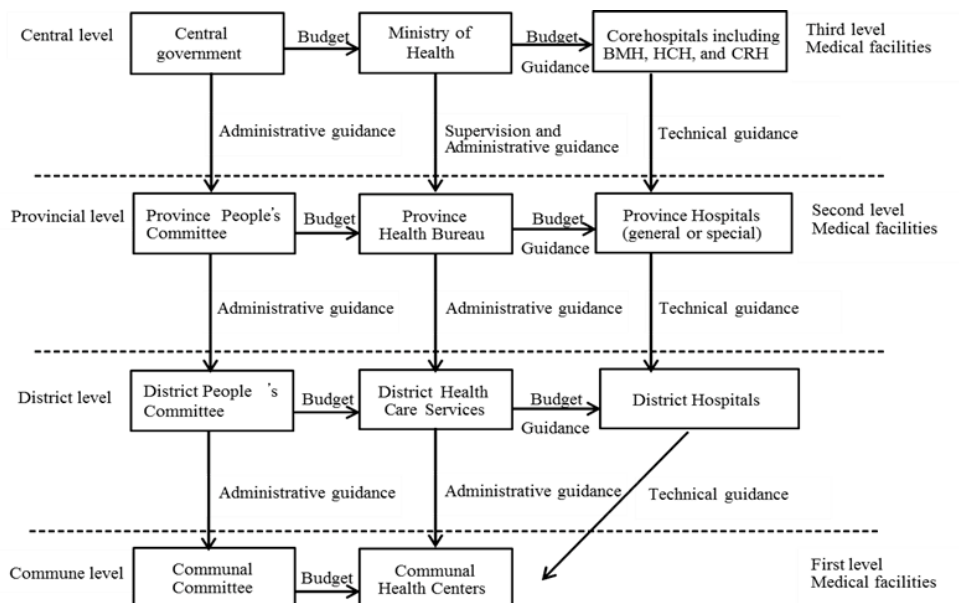 Central level
Central
government
Budget
Ministry of
Health
Budget
Guidance
Core hospitals including
BMH, HCH, and CRH
Third level
Medical facilities
Administrative guidance
Supervision and
Administrative guidance
Technical guidance
Provincial level
Province People's
Committee
Budget
Province
Health Bureau
Budget
Guidance
Province Hospitals
(general or special)
Second level
Medical facilities
Administrative guidance
Administrative guidance
Technical guidance
District level
District People's
Committee
Budget
District Health
Care Services
Budget
Guidance
District Hospitals
Administrative guidance
Administrative guidance
Technical guidance
Commune level
Communal
Committee
Budget
Communal
Health Centers
First level
Medical facilities